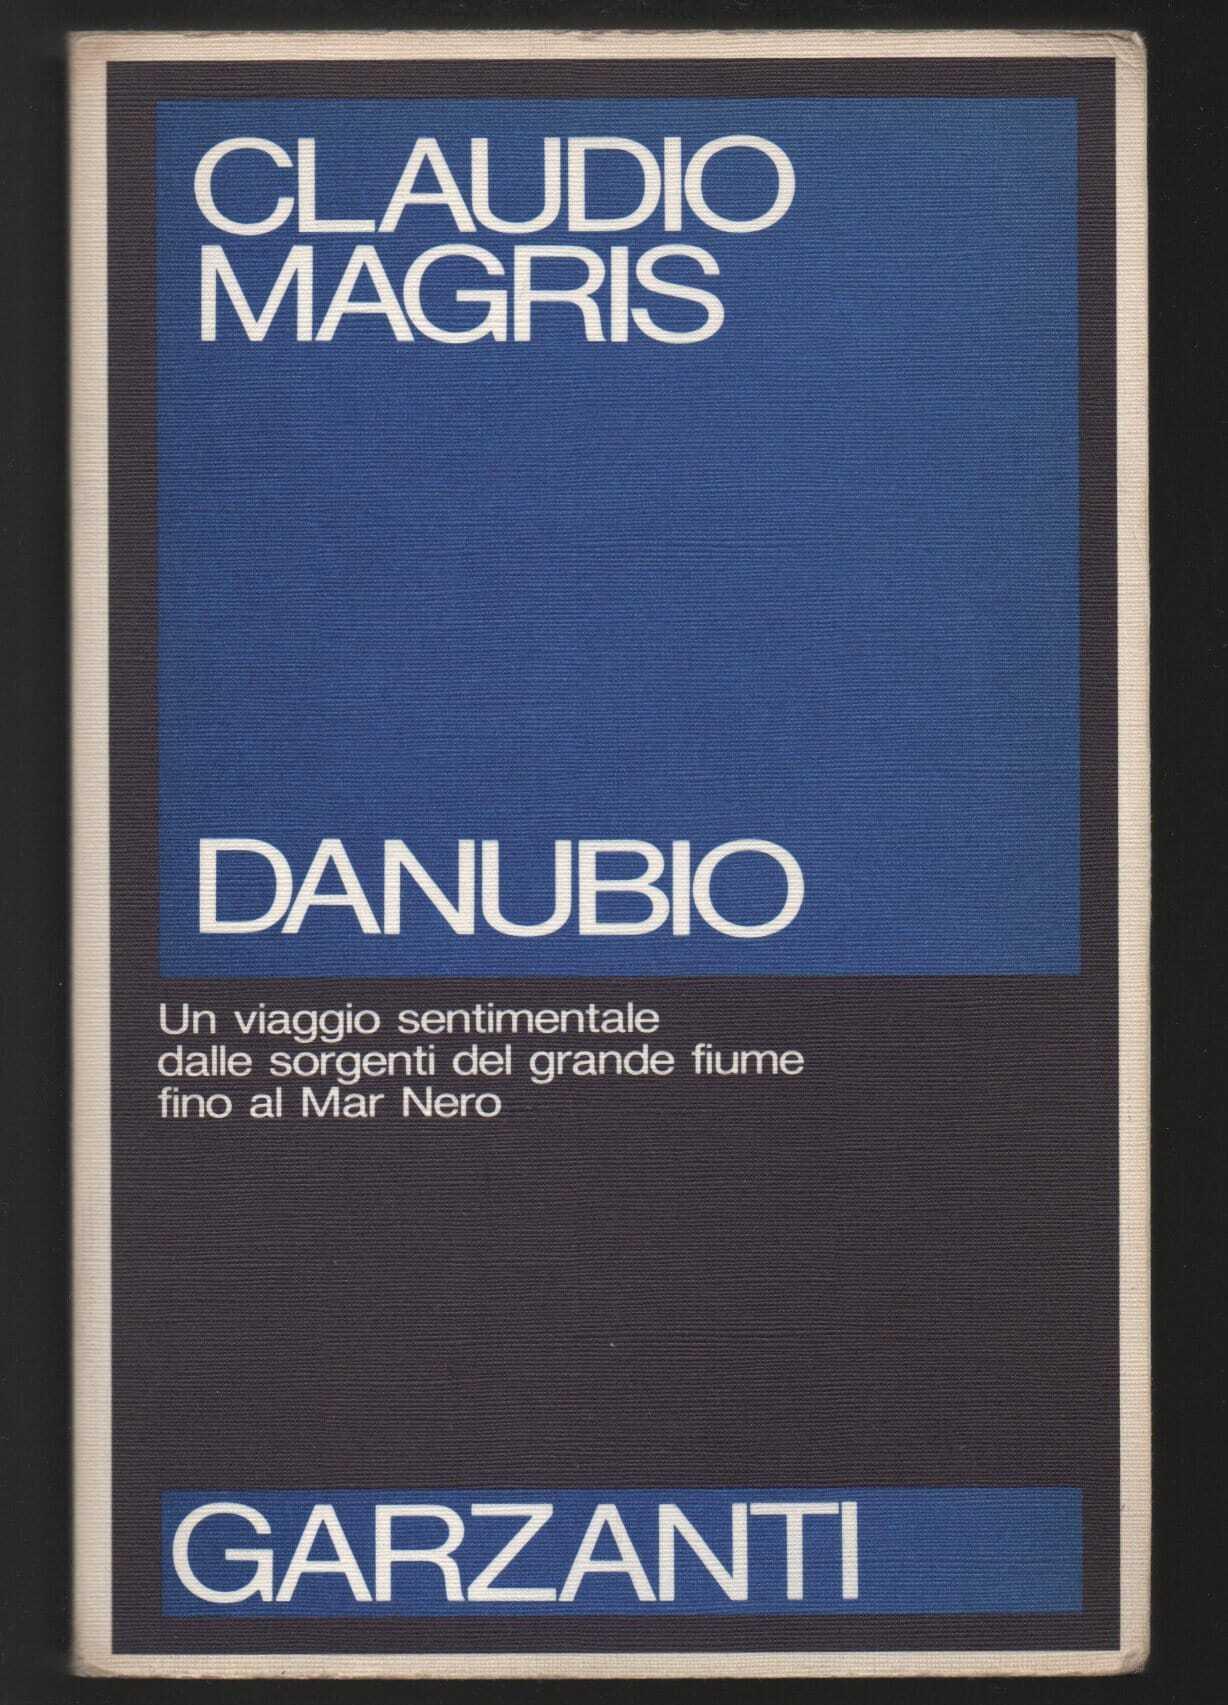 CLAUDIO
MAGRIS
DANUBIO
Un viaggio sentimentale
dalle sorgenti del grande fiume
fino al Mar Nero
GARZANTI